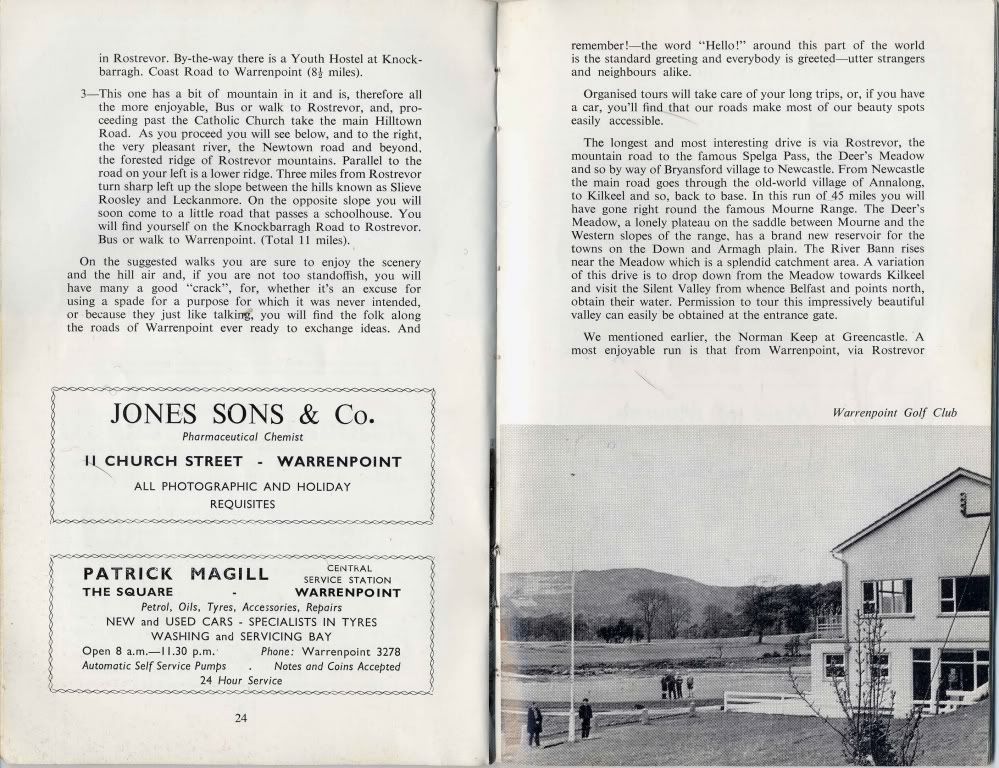 in Rostrevor. By-the-way there is a Youth Hostel at Knock-
barragh. Coast Road to Warrenpoint (8½ miles).
3—This one has a bit of mountain in it and is, therefore all
the more enjoyable, Bus or walk to Rostrevor, and, pro-
ceeding past the Catholic Church take the main Hilltown
Road. As you proceed you will see below, and to the right,
the very pleasant river, the Newtown road and beyond,
the forested ridge of Rostrevor mountains. Parallel to the
road on your left is a lower ridge. Three miles from Rostrevor
turn sharp left up the slope between the hills known as Slieve
Roosley and Leckanmore. On the opposite slope you will
soon come to a little road that passes a schoolhouse. You
will find yourself on the Knockbarragh Road to Rostrevor.
Bus or walk to Warrenpoint. (Total 11 miles).
On the suggested walks you are sure to enjoy the scenery
and the hill air and, if you are not too standoffish, you will
have many a good "crack", for, whether it's an excuse for
using a spade for a purpose for which it was never intended,
or because they just like talking, you will find the folk along
the roads of Warrenpoint ever ready to exchange ideas. And
JONES SONS & Co.
Pharmaceutical Chemist
11 CHURCH STREET - WARRENPOINT
ALL PHOTOGRAPHIC AND HOLIDAY
REQUISITES
PATRICK MAGILL CENTRAL
SERVICE STATION
THE SQUARE - WARRENPOINT
Petrol, Oils, Tyres, Accessories, Repairs
NEW and USED CARS - SPECIALISTS IN TYRES
WASHING and SERVICING BAY
Open 8 a.m.—11.30 p.m. Phone: Warrenpoint 3278
Automatic Self Service Pumps . Notes and Coins Accepted
24 Hour Service
24
remember!—the word "Hello!" around this part of the world
is the standard greeting and everybody is greeted—utter strangers
and neighbours alike.
Organised tours will take care of your long trips, or, if you have
a car, you'll find that our roads make most of our beauty spots
easily accessible.
The longest and most interesting drive is via Rostrevor, the
mountain road to the famous Spelga Pass, the Deer's Meadow
and so by way of Bryansford village to Newcastle. From Newcastle
the main road goes through the old-world village of Annalong,
to Kilkeel and so, back to base. In this run of 45 miles you will
have gone right round the famous Mourne Range. The Deer's
Meadow, a lonely plateau on the saddle between Mourne and the
Western slopes of the range, has a brand new reservoir for the
towns on the Down and Armagh plain. The River Bann rises
near the Meadow which is a splendid catchment area. A variation
of this drive is to drop down from the Meadow towards Kilkeel
and visit the Silent Valley from whence Belfast and points north,
obtain their water. Permission to tour this impressively beautiful
valley can easily be obtained at the entrance gate.
We mentioned earlier, the Norman Keep at Greencastle. A
most enjoyable run is that from Warrenpoint, via Rostrevor
Warrenpoint Golf Club